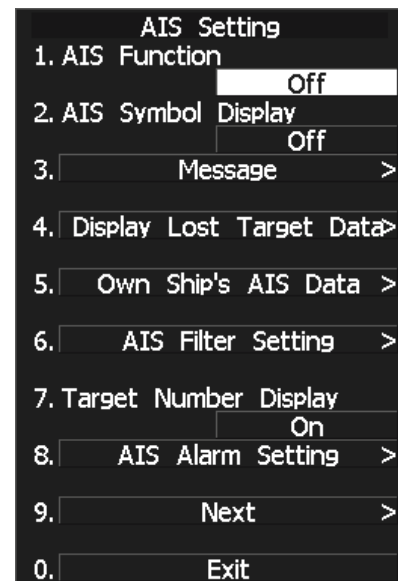 AIS Setting
1. AIS Function
Off
2. AIS Symbol Display
Off
3. Message >
4. Display Lost Target Data>
5. Own Ship's AIS Data >
6. AIS Filter Setting >
7. Target Number Display
On
8. AIS Alarm Setting >
9. Next >
0. Exit